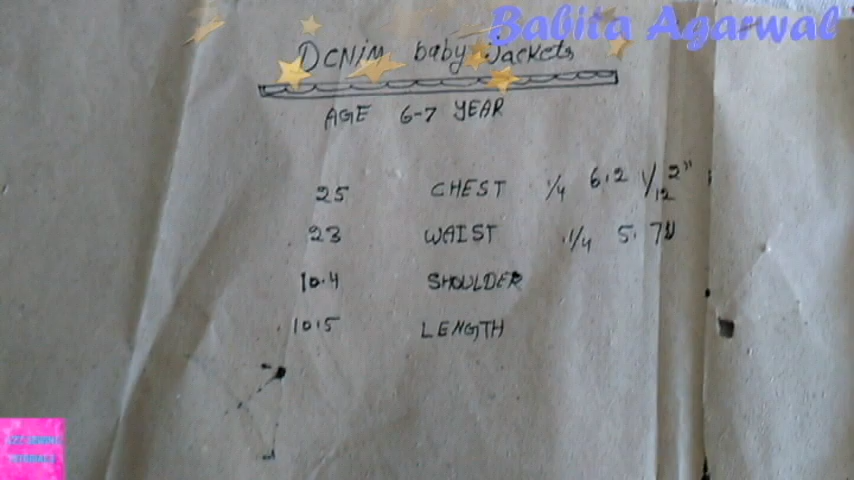 Babita Agarwal
Denim baby Jackets
AGE 6-7 YEAR
25 CHEST 1/4 6.2 1/12 2"
23 WAIST 1/4 5.7"
10.4 SHOULDER
10.5 LENGTH